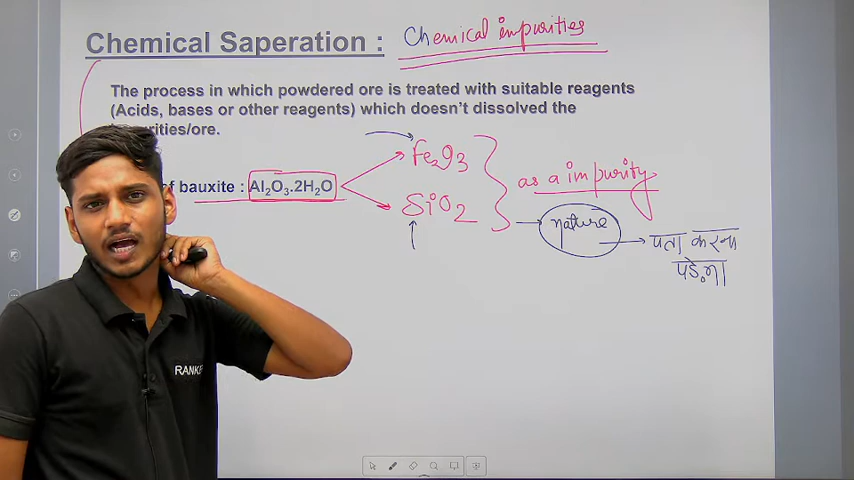 Chemical Saperation :
Chemical impurities
The process in which powdered ore is treated with suitable reagents
(Acids, bases or other reagents) which doesn't dissolved the
/ore.
of bauxite : Al₂O₃.2H₂O
Fe₂O₃
SiO₂
as a impurity
nature
पता करना
पडे.गा
RANK